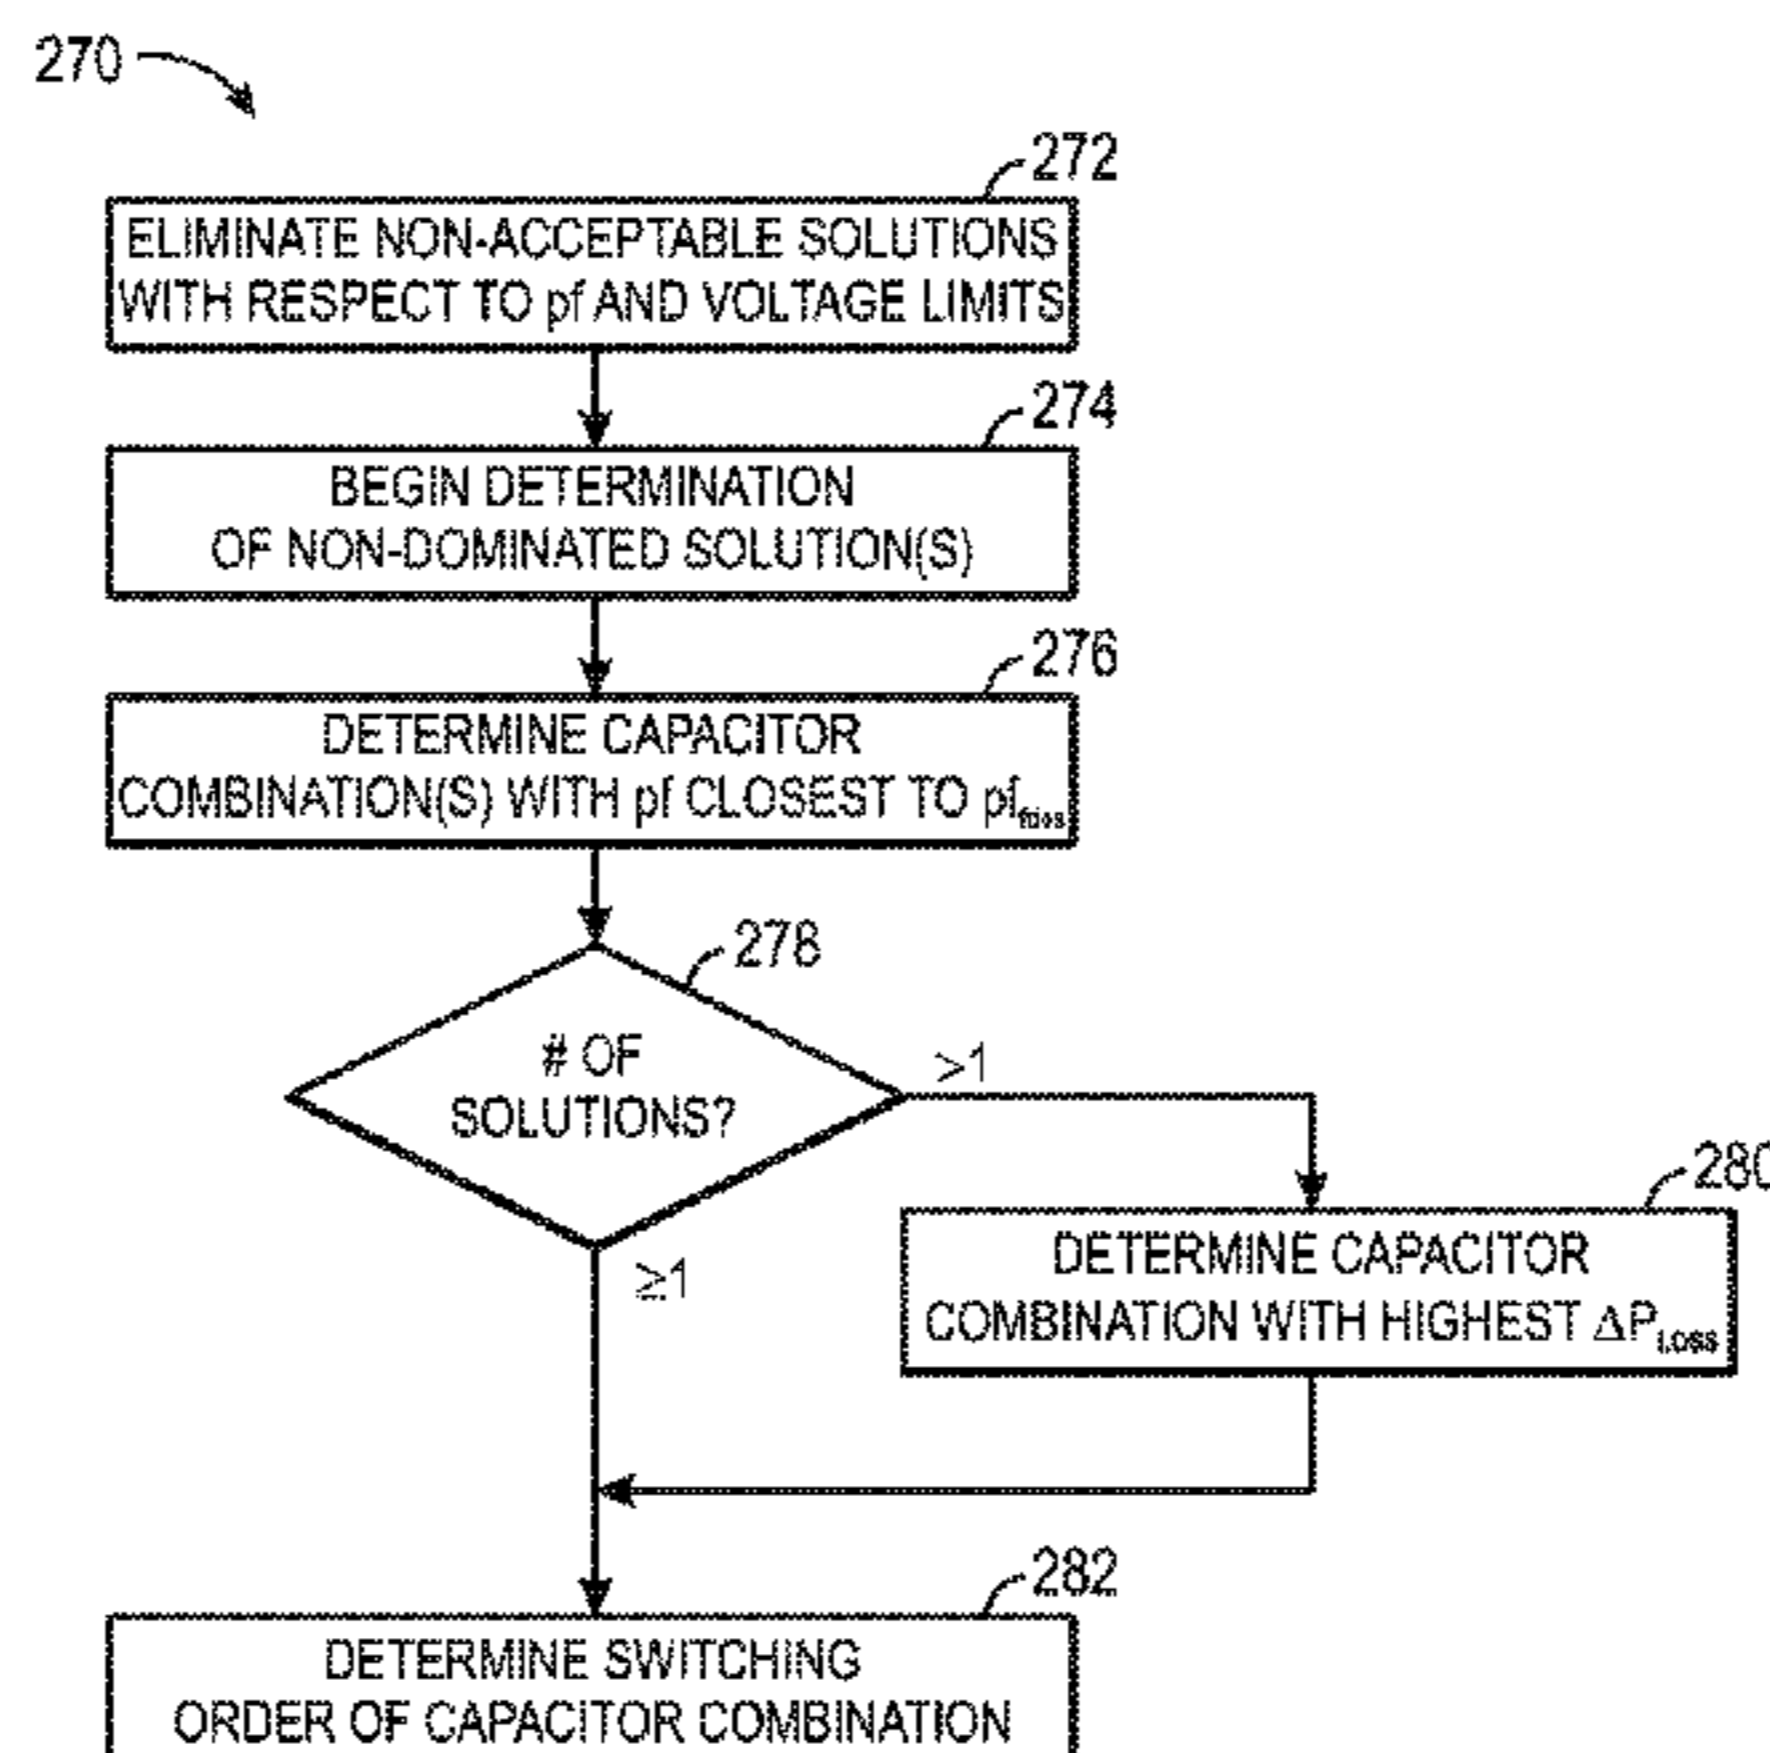 270
272
ELIMINATE NON-ACCEPTABLE SOLUTIONS
WITH RESPECT TO pf AND VOLTAGE LIMITS
274
BEGIN DETERMINATION
OF NON-DOMINATED SOLUTION(S)
276
DETERMINE CAPACITOR
COMBINATION(S) WITH pf CLOSEST TO pf
278
# OF
SOLUTIONS?
>1
≥1
280
DETERMINE CAPACITOR
COMBINATION WITH HIGHEST ΔPLoss
282
DETERMINE SWITCHING
ORDER OF CAPACITOR COMBINATION